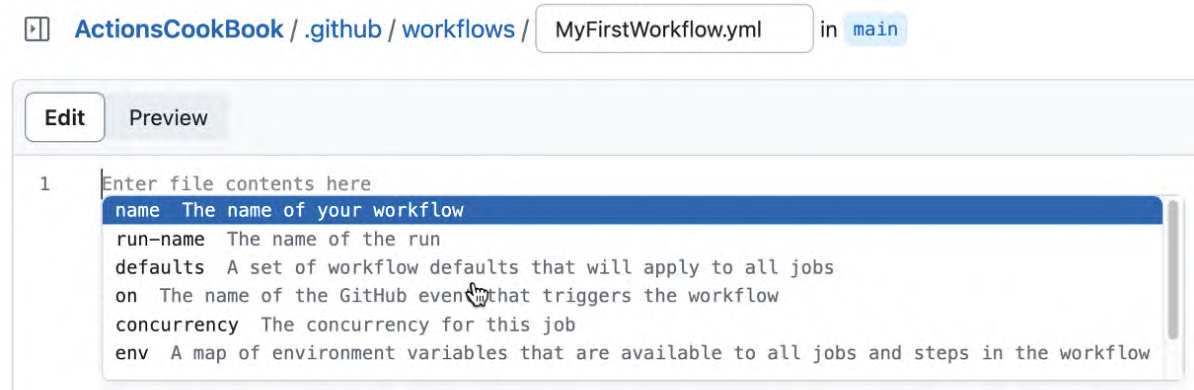 ActionsCookBook / .github / workflows / MyFirstWorkflow.yml in main
Edit Preview
1 Enter file contents here
name The name of your workflow
run-name The name of the run
defaults A set of workflow defaults that will apply to all jobs
on The name of the GitHub event that triggers the workflow
concurrency The concurrency for this job
env A map of environment variables that are available to all jobs and steps in the workflow